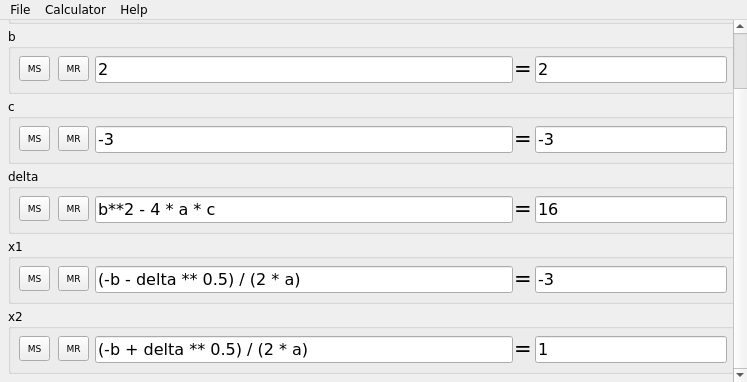 File Calculator Help
b
MS MR 2 = 2
c
MS MR -3 = -3
delta
MS MR b**2 - 4 * a * c = 16
x1
MS MR (-b - delta ** 0.5) / (2 * a) = -3
x2
MS MR (-b + delta ** 0.5) / (2 * a) = 1